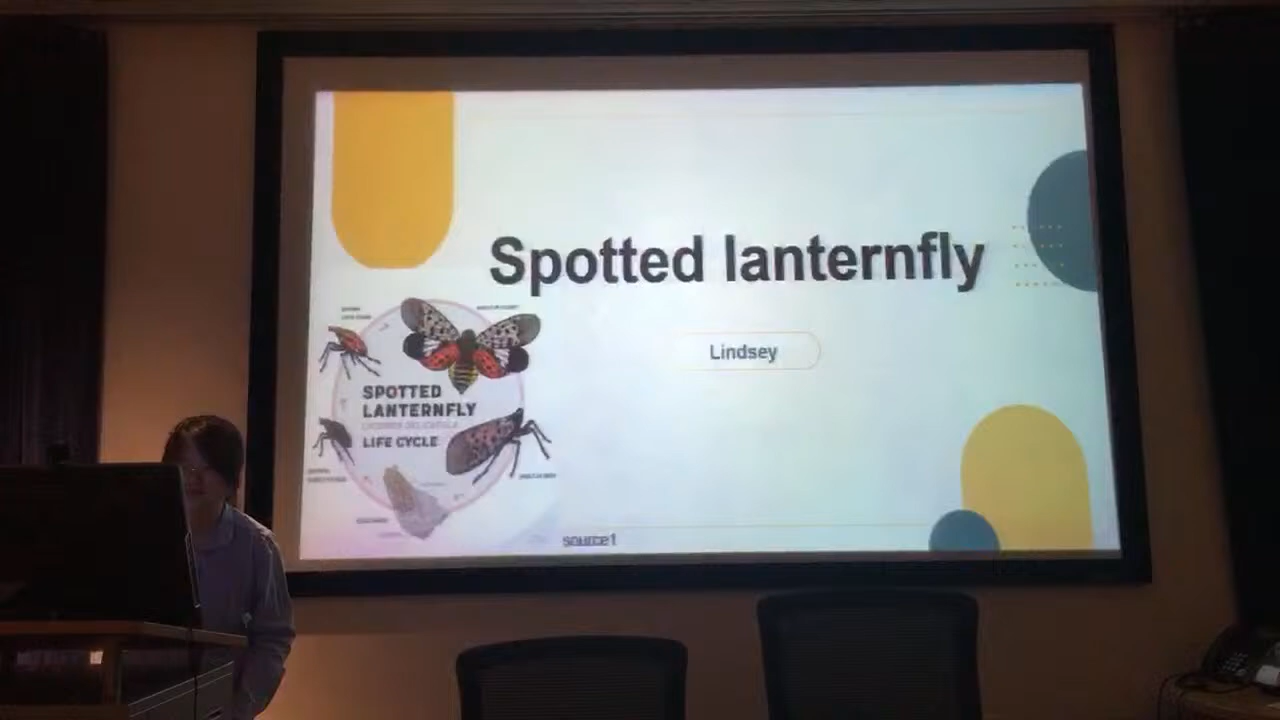 Spotted lanternfly
Lindsey
SPOTTED
LANTERNFLY
LIFE CYCLE
source1